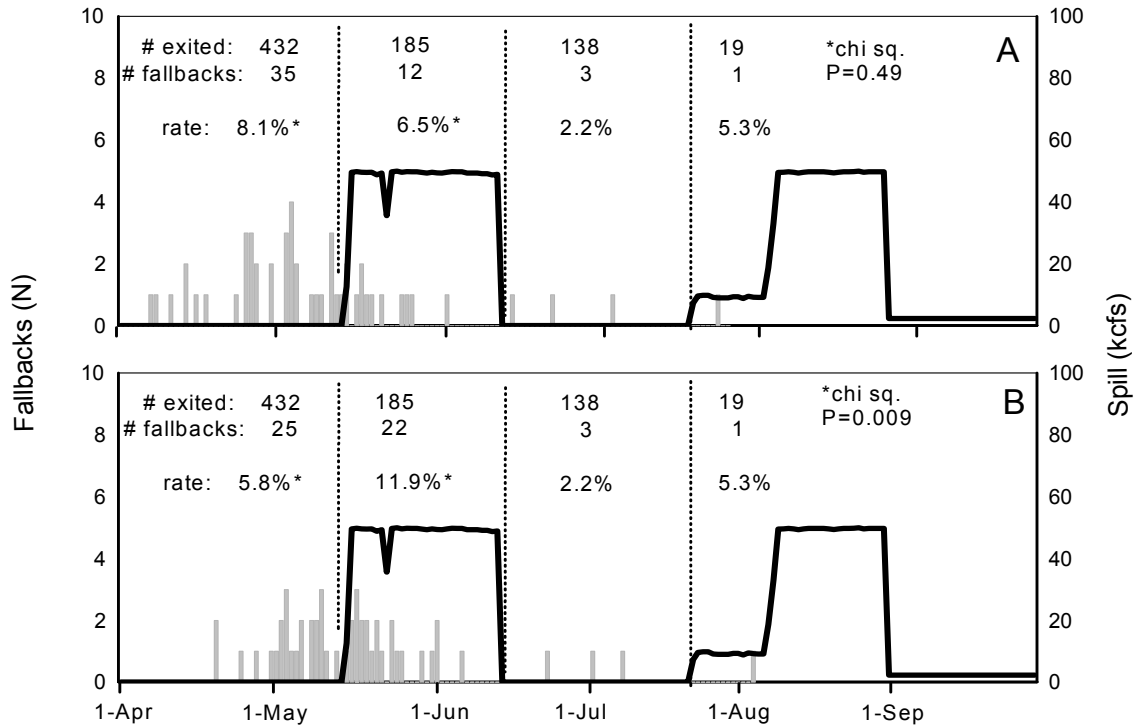 10 100
# exited: 432 185 138 19 *chi sq. A
# fallbacks: 35 12 3 1 P=0.49
8 80
rate: 8.1%* 6.5%* 2.2% 5.3%
6 60
4 40
2 20
0 0
Fallbacks (N)
Spill (kcfs)
10 100
# exited: 432 185 138 19 *chi sq. B
# fallbacks: 25 22 3 1 P=0.009
8 80
rate: 5.8%* 11.9%* 2.2% 5.3%
6 60
4 40
2 20
0 0
1-Apr 1-May 1-Jun 1-Jul 1-Aug 1-Sep